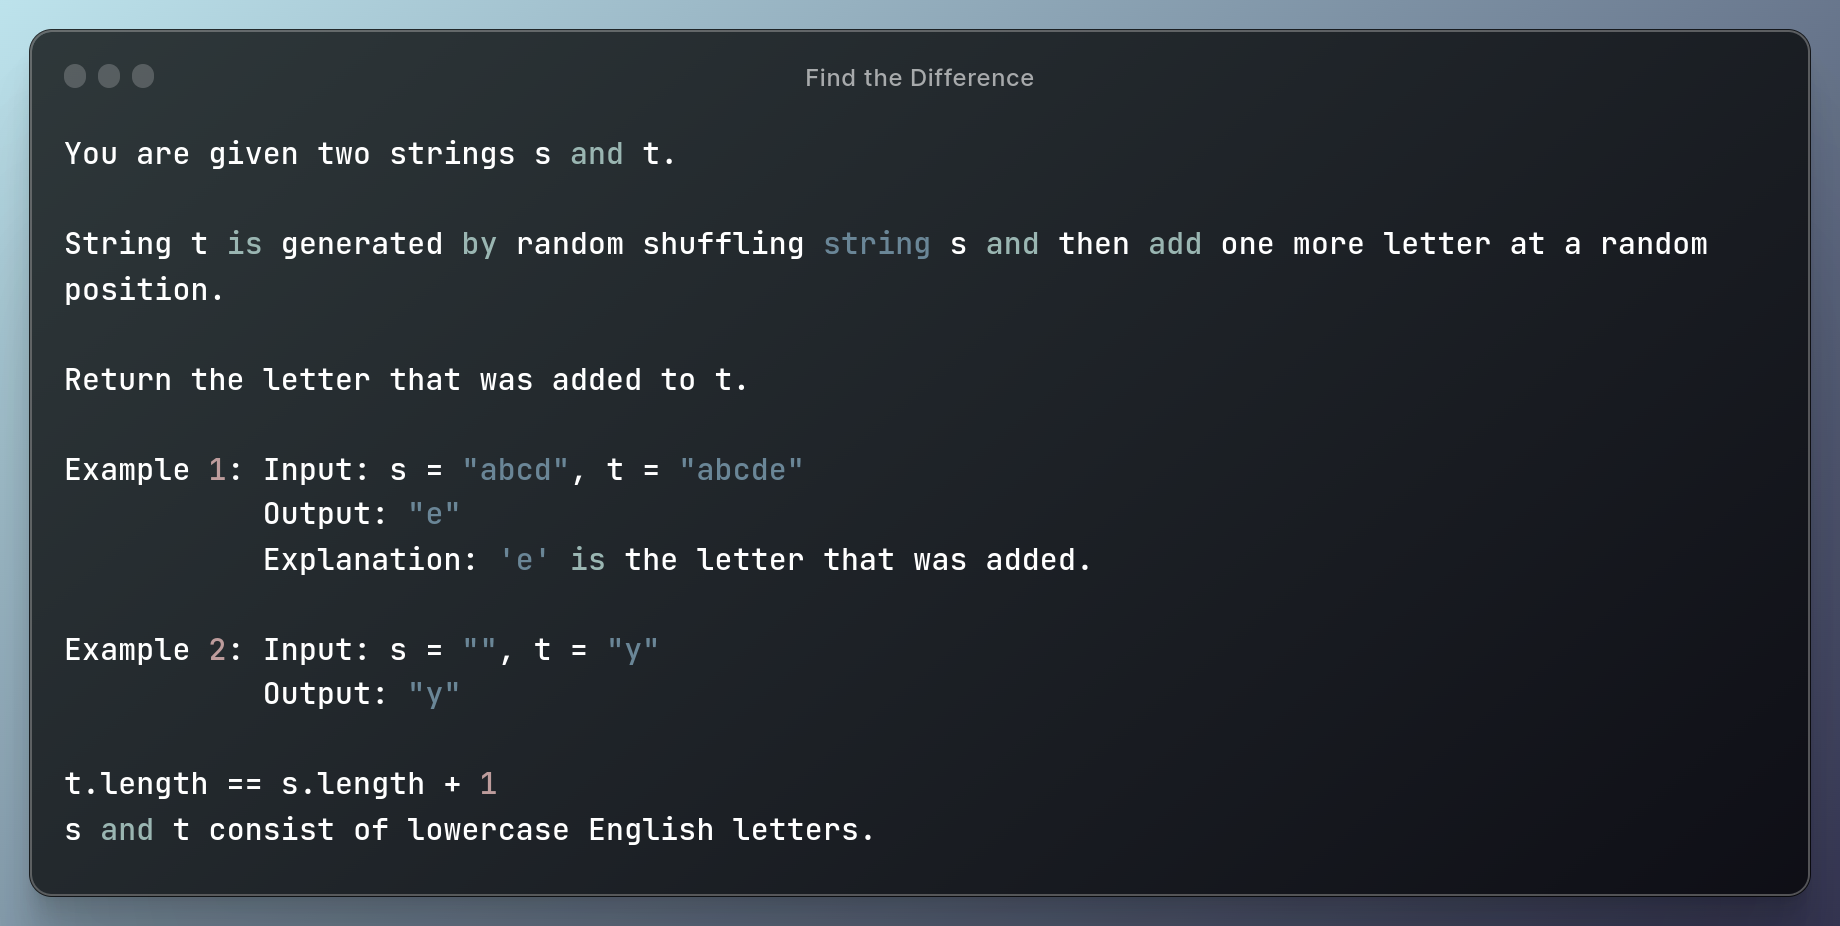 Find the Difference
You are given two strings s and t.
String t is generated by random shuffling string s and then add one more letter at a random
position.
Return the letter that was added to t.
Example 1: Input: s = "abcd", t = "abcde"
Output: "e"
Explanation: 'e' is the letter that was added.
Example 2: Input: s = "", t = "y"
Output: "y"
t.length == s.length + 1
s and t consist of lowercase English letters.